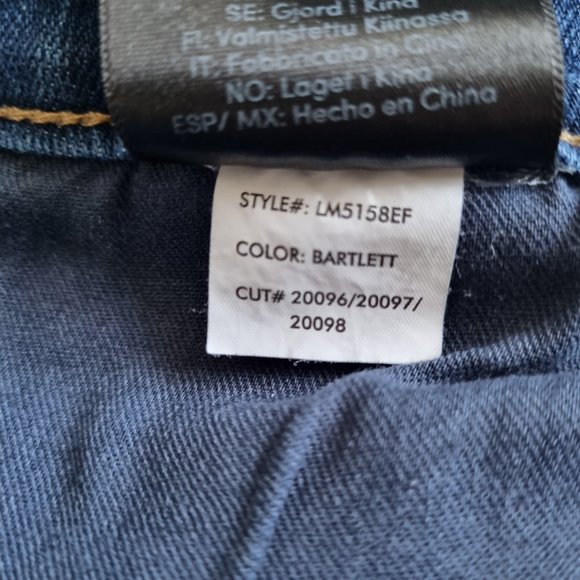 SE: Gjord i Kina
FI: Valmistettu Kiinassa
IT: Fabbricato in Cina
NO: Laget i Kina
ESP/ MX: Hecho en China
STYLE#: LM5158EF
COLOR: BARTLETT
CUT# 20096/20097/
20098